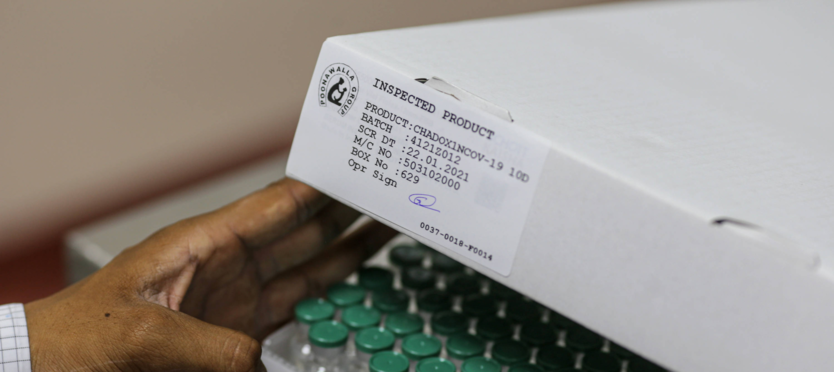 POONAWALLA GROUP
INSPECTED PRODUCT
PRODUCT:CHADOX1NCOV-19 10D
BATCH :4121Z012
SCR DT :22.01.2021
M/C NO :503102000
BOX No :629
Opr Sign
0037-0018-F0014